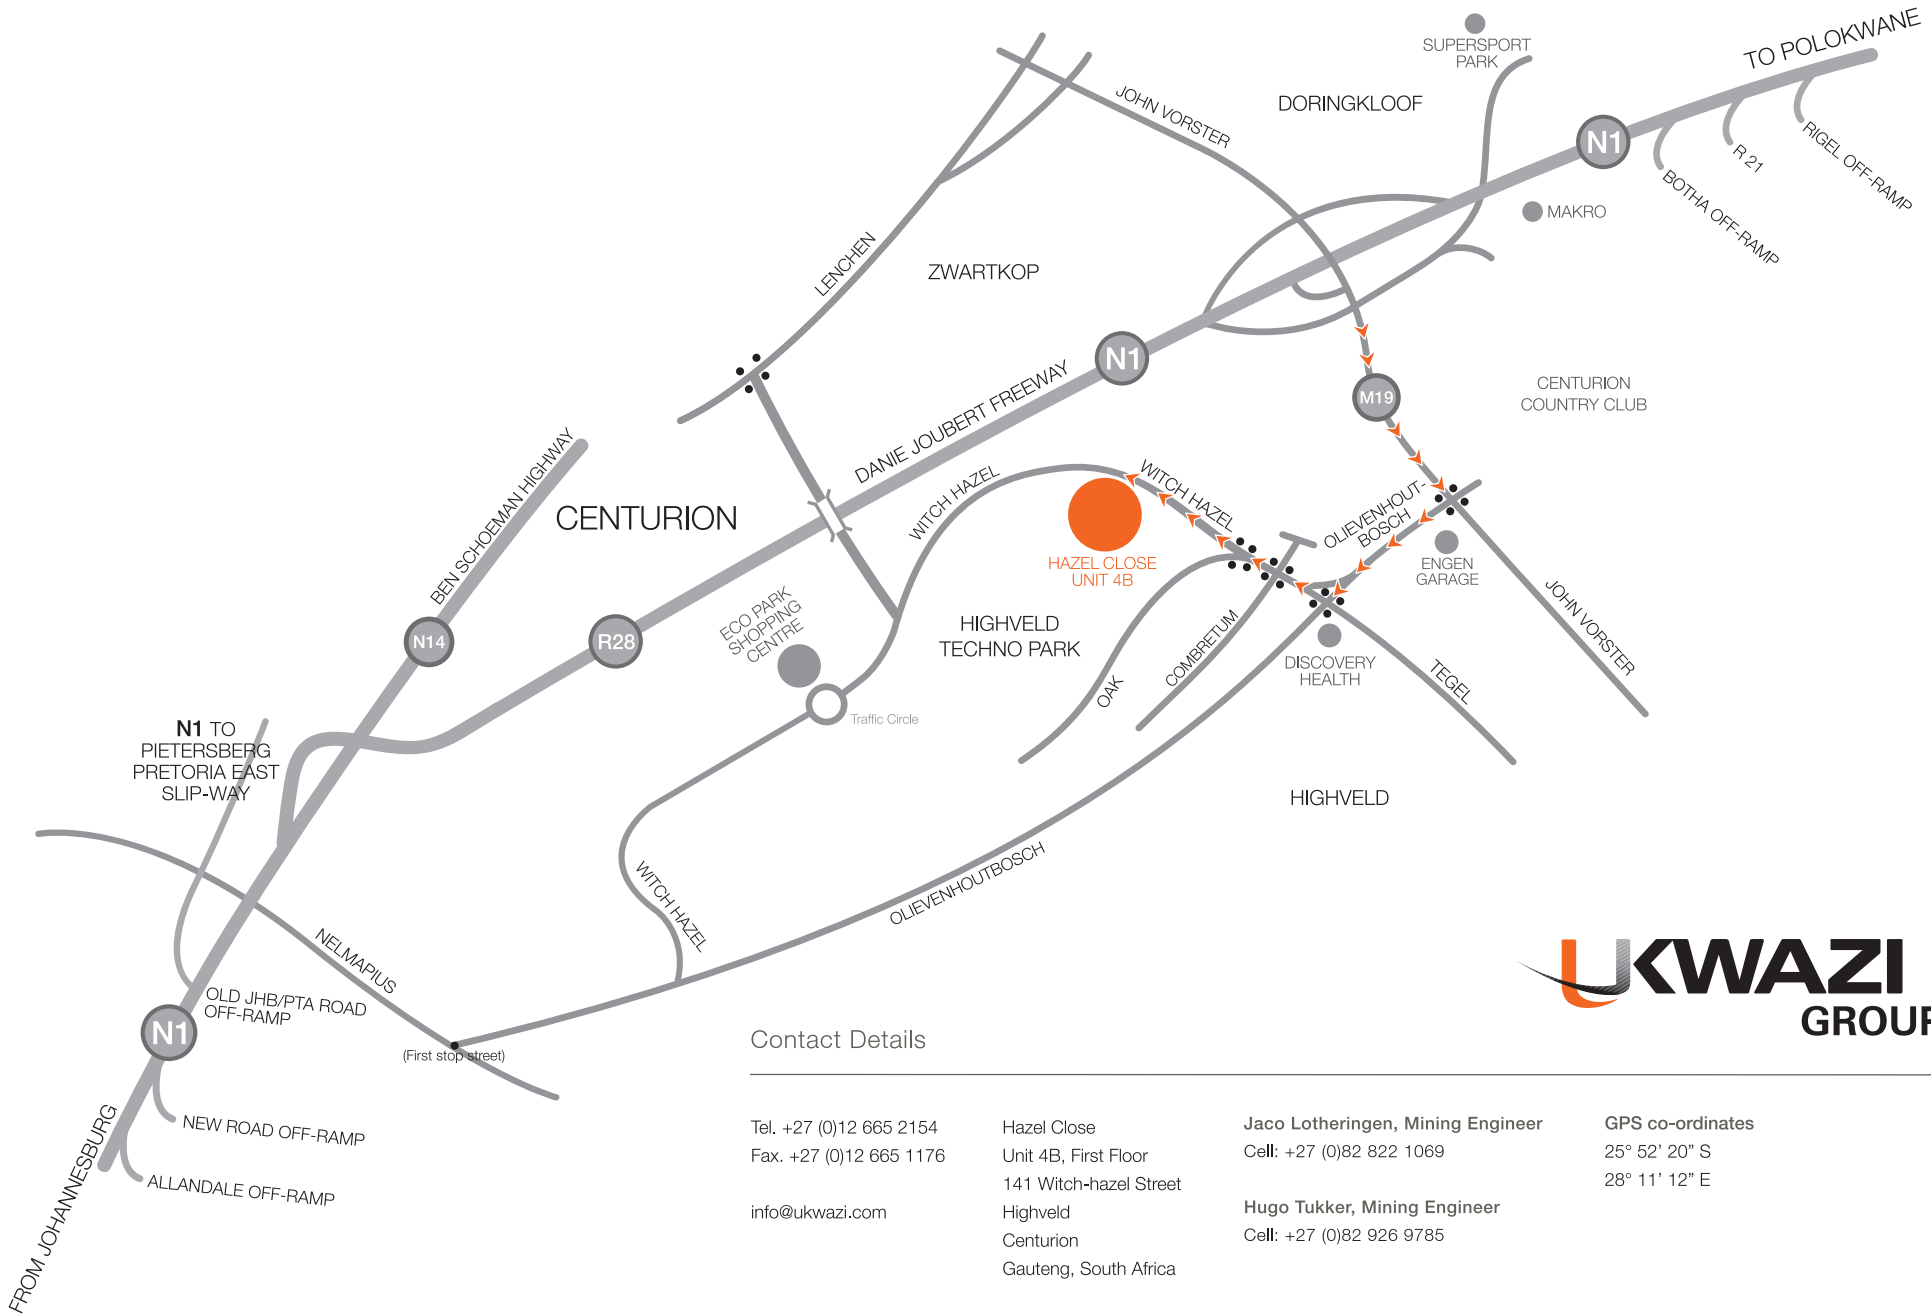 SUPERSPORT
PARK
TO POLOKWANE
JOHN VORSTER
DORINGKLOOF
N1
R 21
RIGEL OFF-RAMP
BOTHA OFF-RAMP
MAKRO
LENCHEN
ZWARTKOP
N1
DANIE JOUBERT FREEWAY
M19
CENTURION
COUNTRY CLUB
BEN SCHOEMAN HIGHWAY
CENTURION
WITCH HAZEL
WITCH HAZEL
OLIEVENHOUT-
BOSCH
HAZEL CLOSE
UNIT 4B
ENGEN
GARAGE
JOHN VORSTER
N14
R28
ECO PARK
SHOPPING
CENTRE
HIGHVELD
TECHNO PARK
COMBRETUM
OAK
DISCOVERY
HEALTH
TEGEL
Traffic Circle
N1 TO
PIETERSBERG
PRETORIA EAST
SLIP-WAY
HIGHVELD
WITCH HAZEL
OLIEVENHOUTBOSCH
NELMAPIUS
OLD JHB/PTA ROAD
OFF-RAMP
N1
(First stop street)
NEW ROAD OFF-RAMP
ALLANDALE OFF-RAMP
FROM JOHANNESBURG
UKWAZI
GROUP
Contact Details
Tel. +27 (0)12 665 2154
Fax. +27 (0)12 665 1176
info@ukwazi.com
Hazel Close
Unit 4B, First Floor
141 Witch-hazel Street
Highveld
Centurion
Gauteng, South Africa
Jaco Lotheringen, Mining Engineer
Cell: +27 (0)82 822 1069
Hugo Tukker, Mining Engineer
Cell: +27 (0)82 926 9785
GPS co-ordinates
25° 52’ 20” S
28° 11’ 12” E